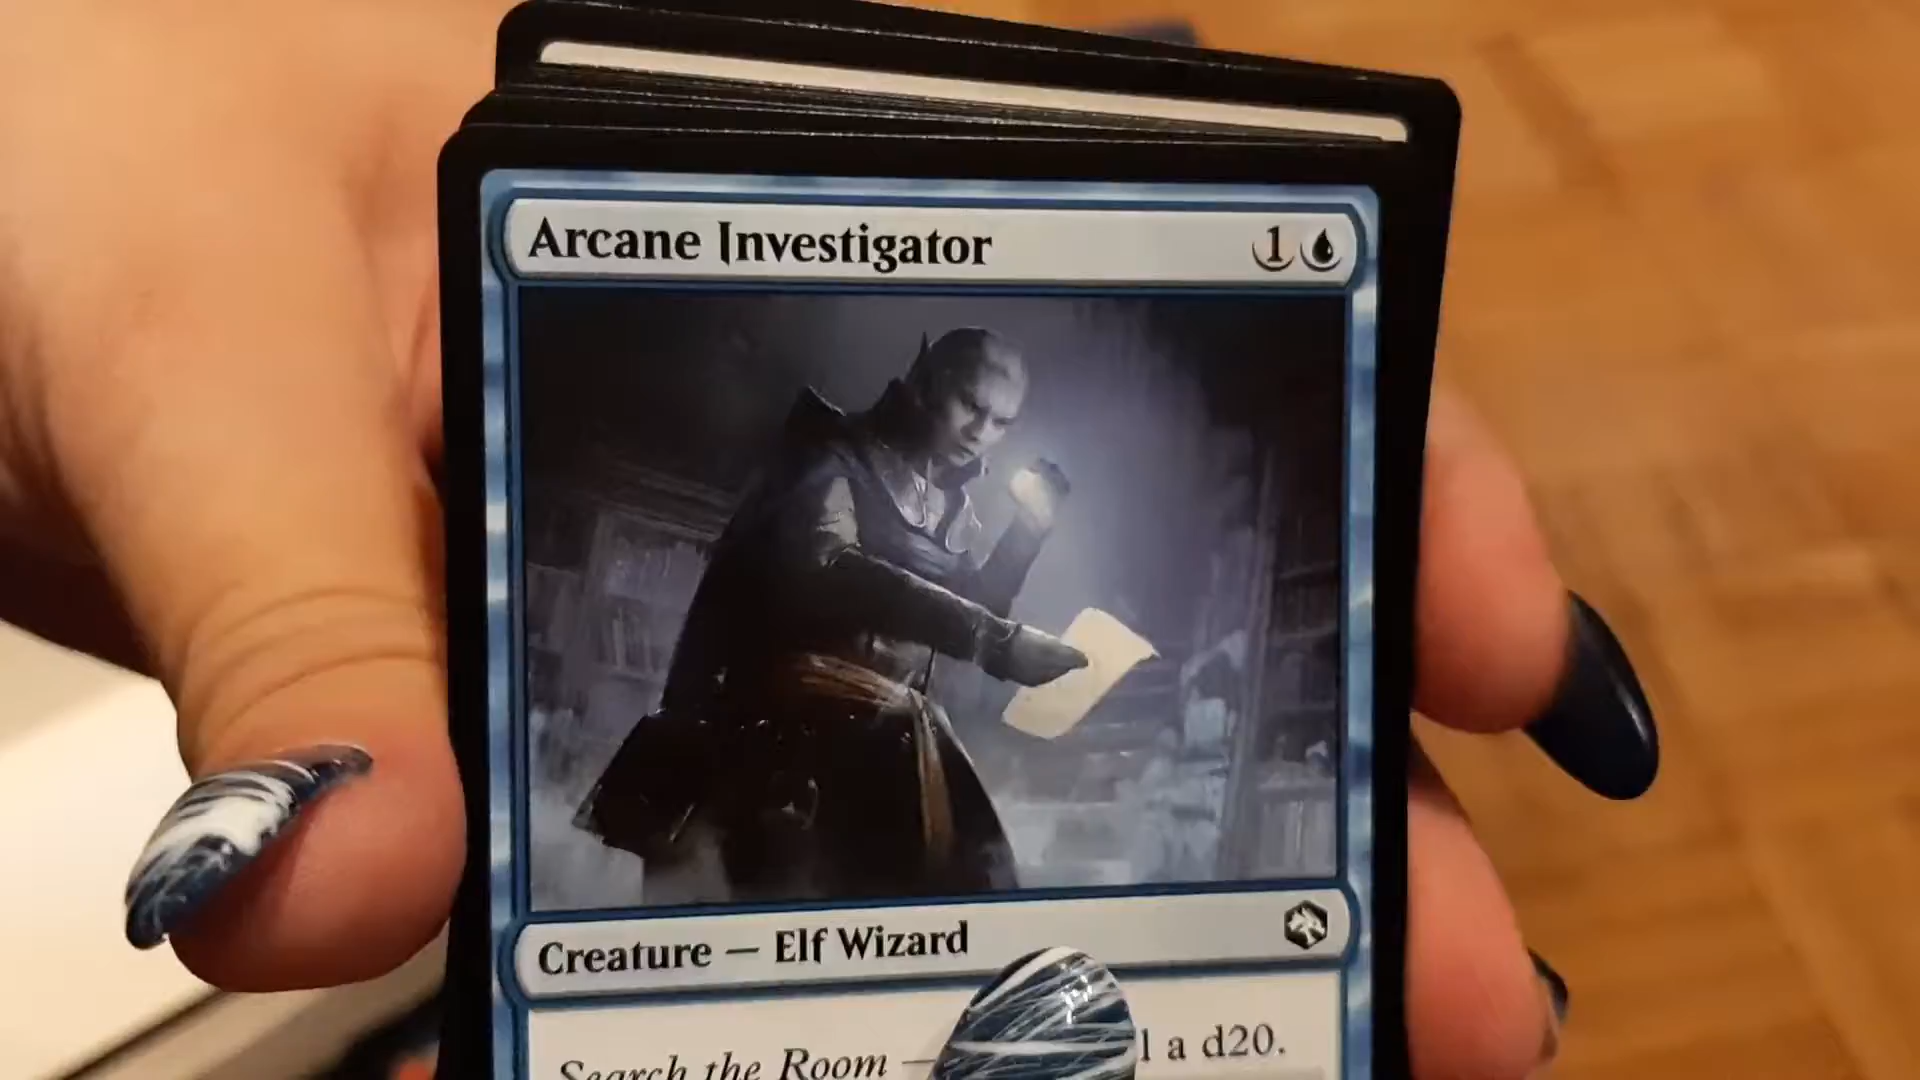 Arcane Investigator 1
Creature — Elf Wizard
Search the Room — l a d20.